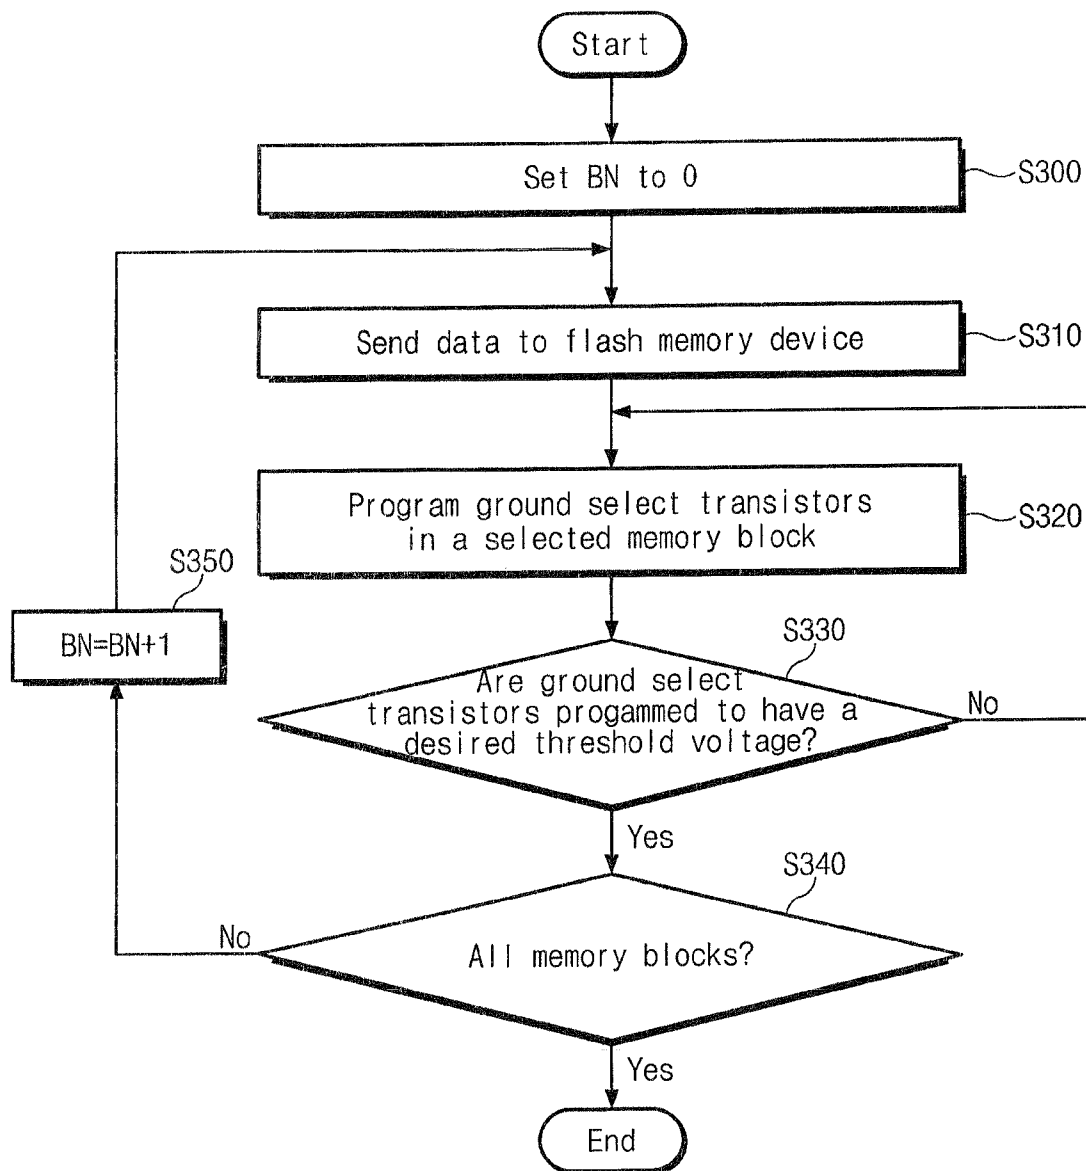 Start
Set BN to 0
S300
Send data to flash memory device
S310
Program ground select transistors
in a selected memory block
S320
S350
BN=BN+1
S330
Are ground select
transistors progammed to have a
desired threshold voltage?
No
Yes
S340
No
All memory blocks?
Yes
End